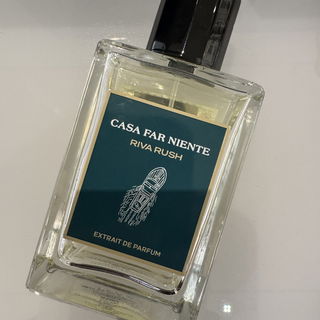 CASA FAR NIENTE
RIVA RUSH
EXTRAIT DE PARFUM